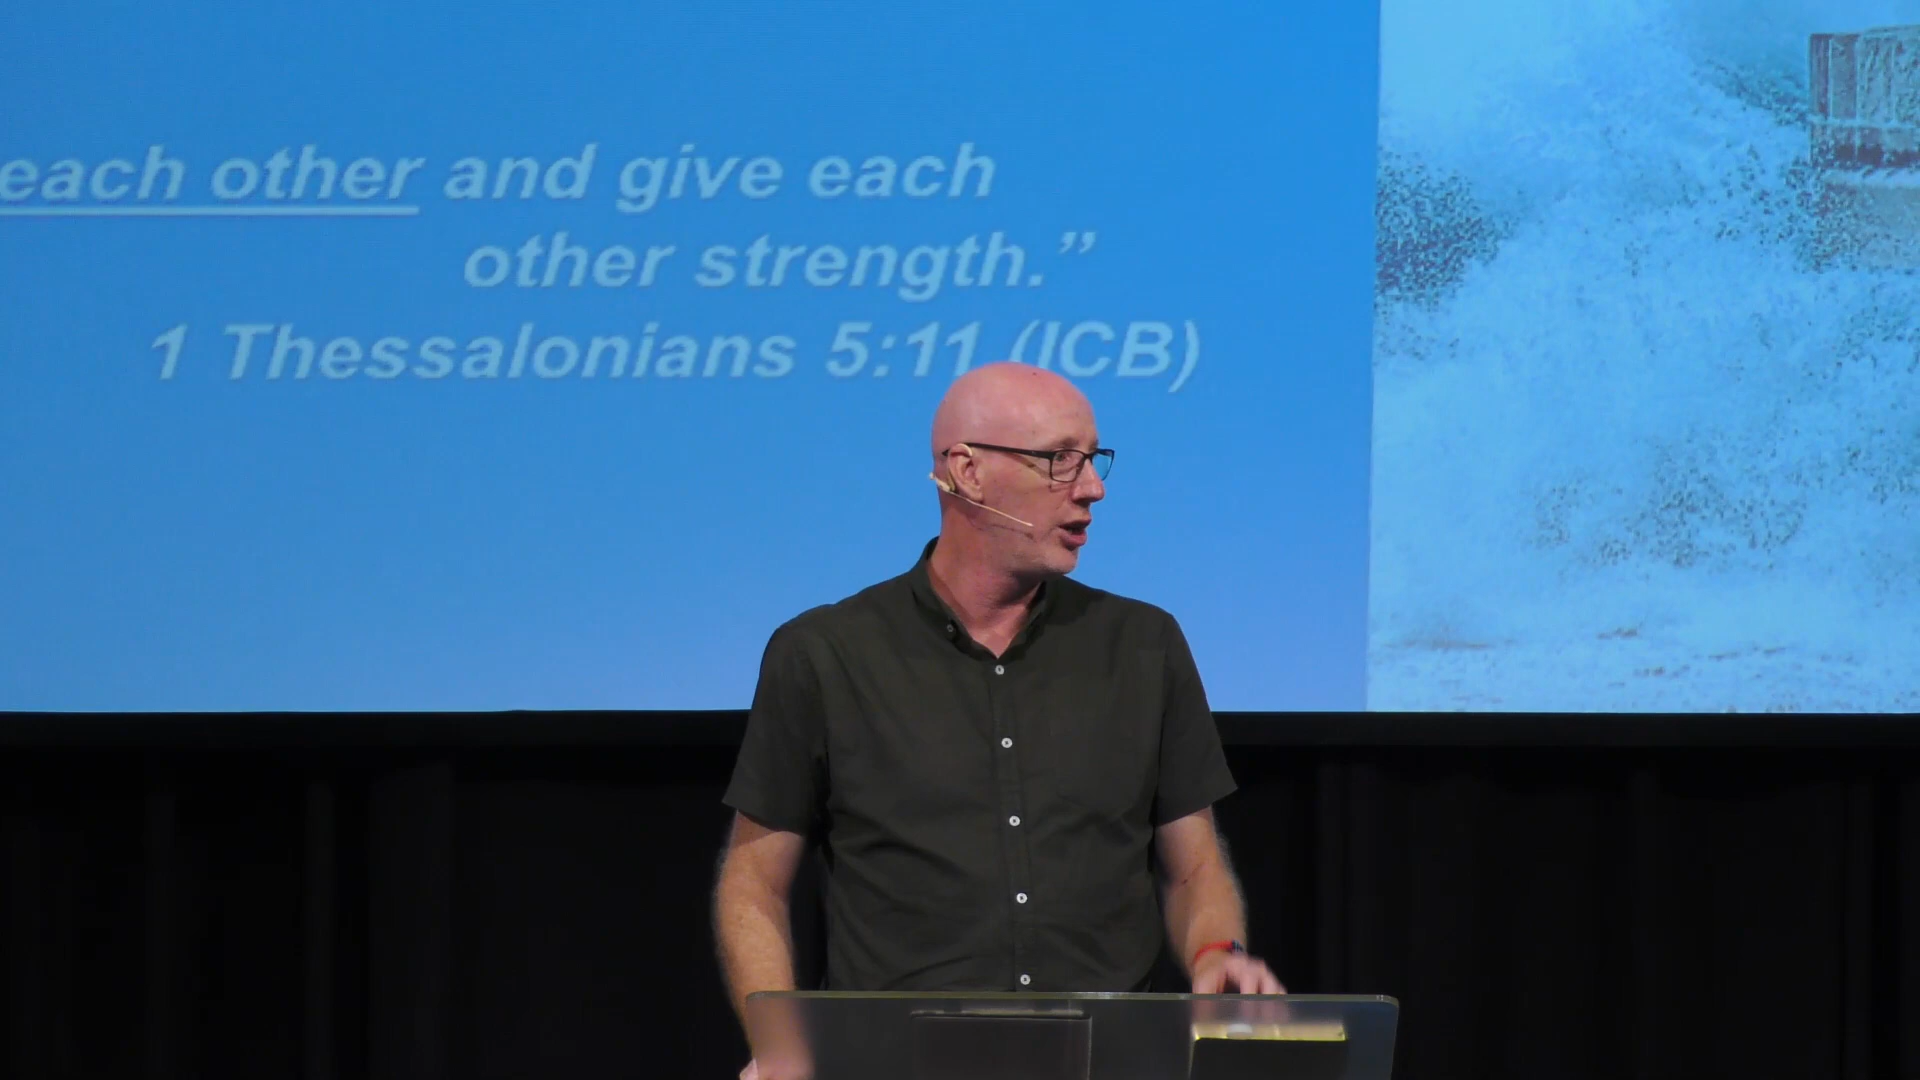 each other and give each
other strength.”
1 Thessalonians 5:11 (ICB)